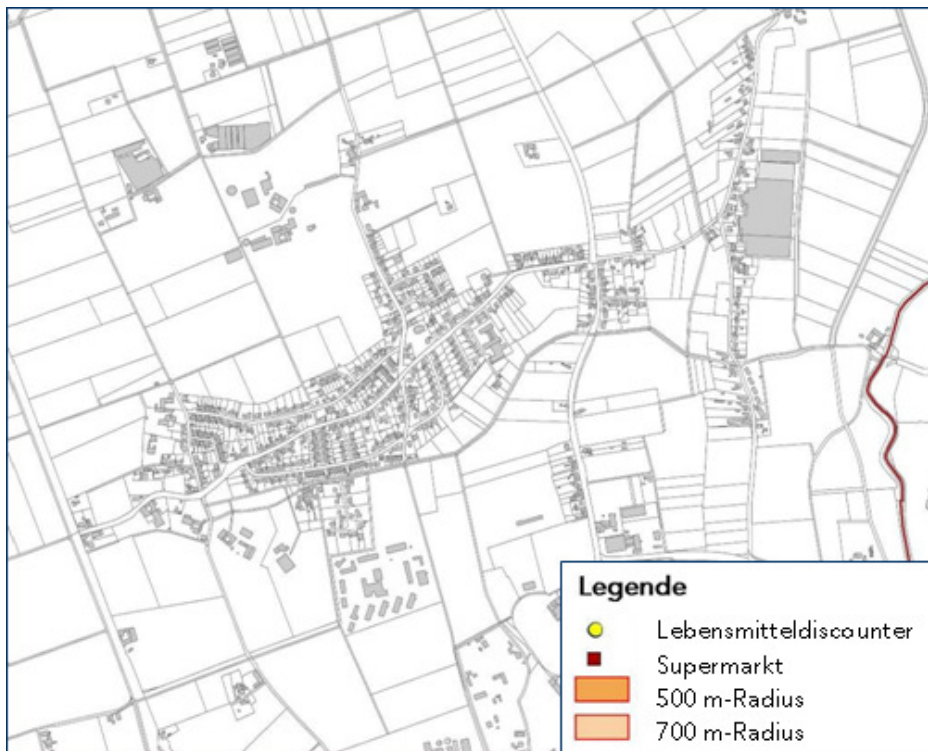 Legende
Lebensmitteldiscounter
Supermarkt
500 m-Radius
700 m-Radius